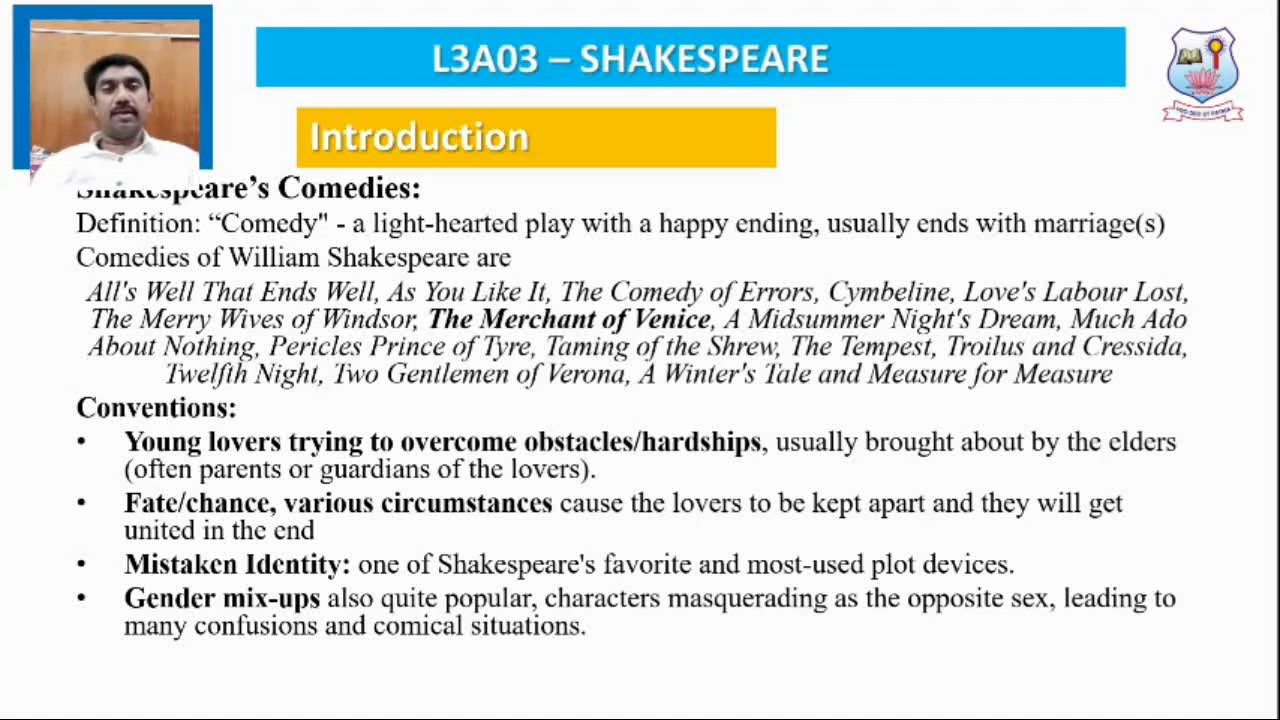 L3A03 – SHAKESPEARE
Introduction
Shakespeare’s Comedies:
Definition: “Comedy" - a light-hearted play with a happy ending, usually ends with marriage(s)
Comedies of William Shakespeare are
All's Well That Ends Well, As You Like It, The Comedy of Errors, Cymbeline, Love's Labour Lost,
The Merry Wives of Windsor, The Merchant of Venice, A Midsummer Night's Dream, Much Ado
About Nothing, Pericles Prince of Tyre, Taming of the Shrew, The Tempest, Troilus and Cressida,
Twelfth Night, Two Gentlemen of Verona, A Winter's Tale and Measure for Measure
Conventions:
• Young lovers trying to overcome obstacles/hardships, usually brought about by the elders
(often parents or guardians of the lovers).
• Fate/chance, various circumstances cause the lovers to be kept apart and they will get
united in the end
• Mistaken Identity: one of Shakespeare's favorite and most-used plot devices.
• Gender mix-ups also quite popular, characters masquerading as the opposite sex, leading to
many confusions and comical situations.